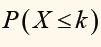 P(X ≤ k)